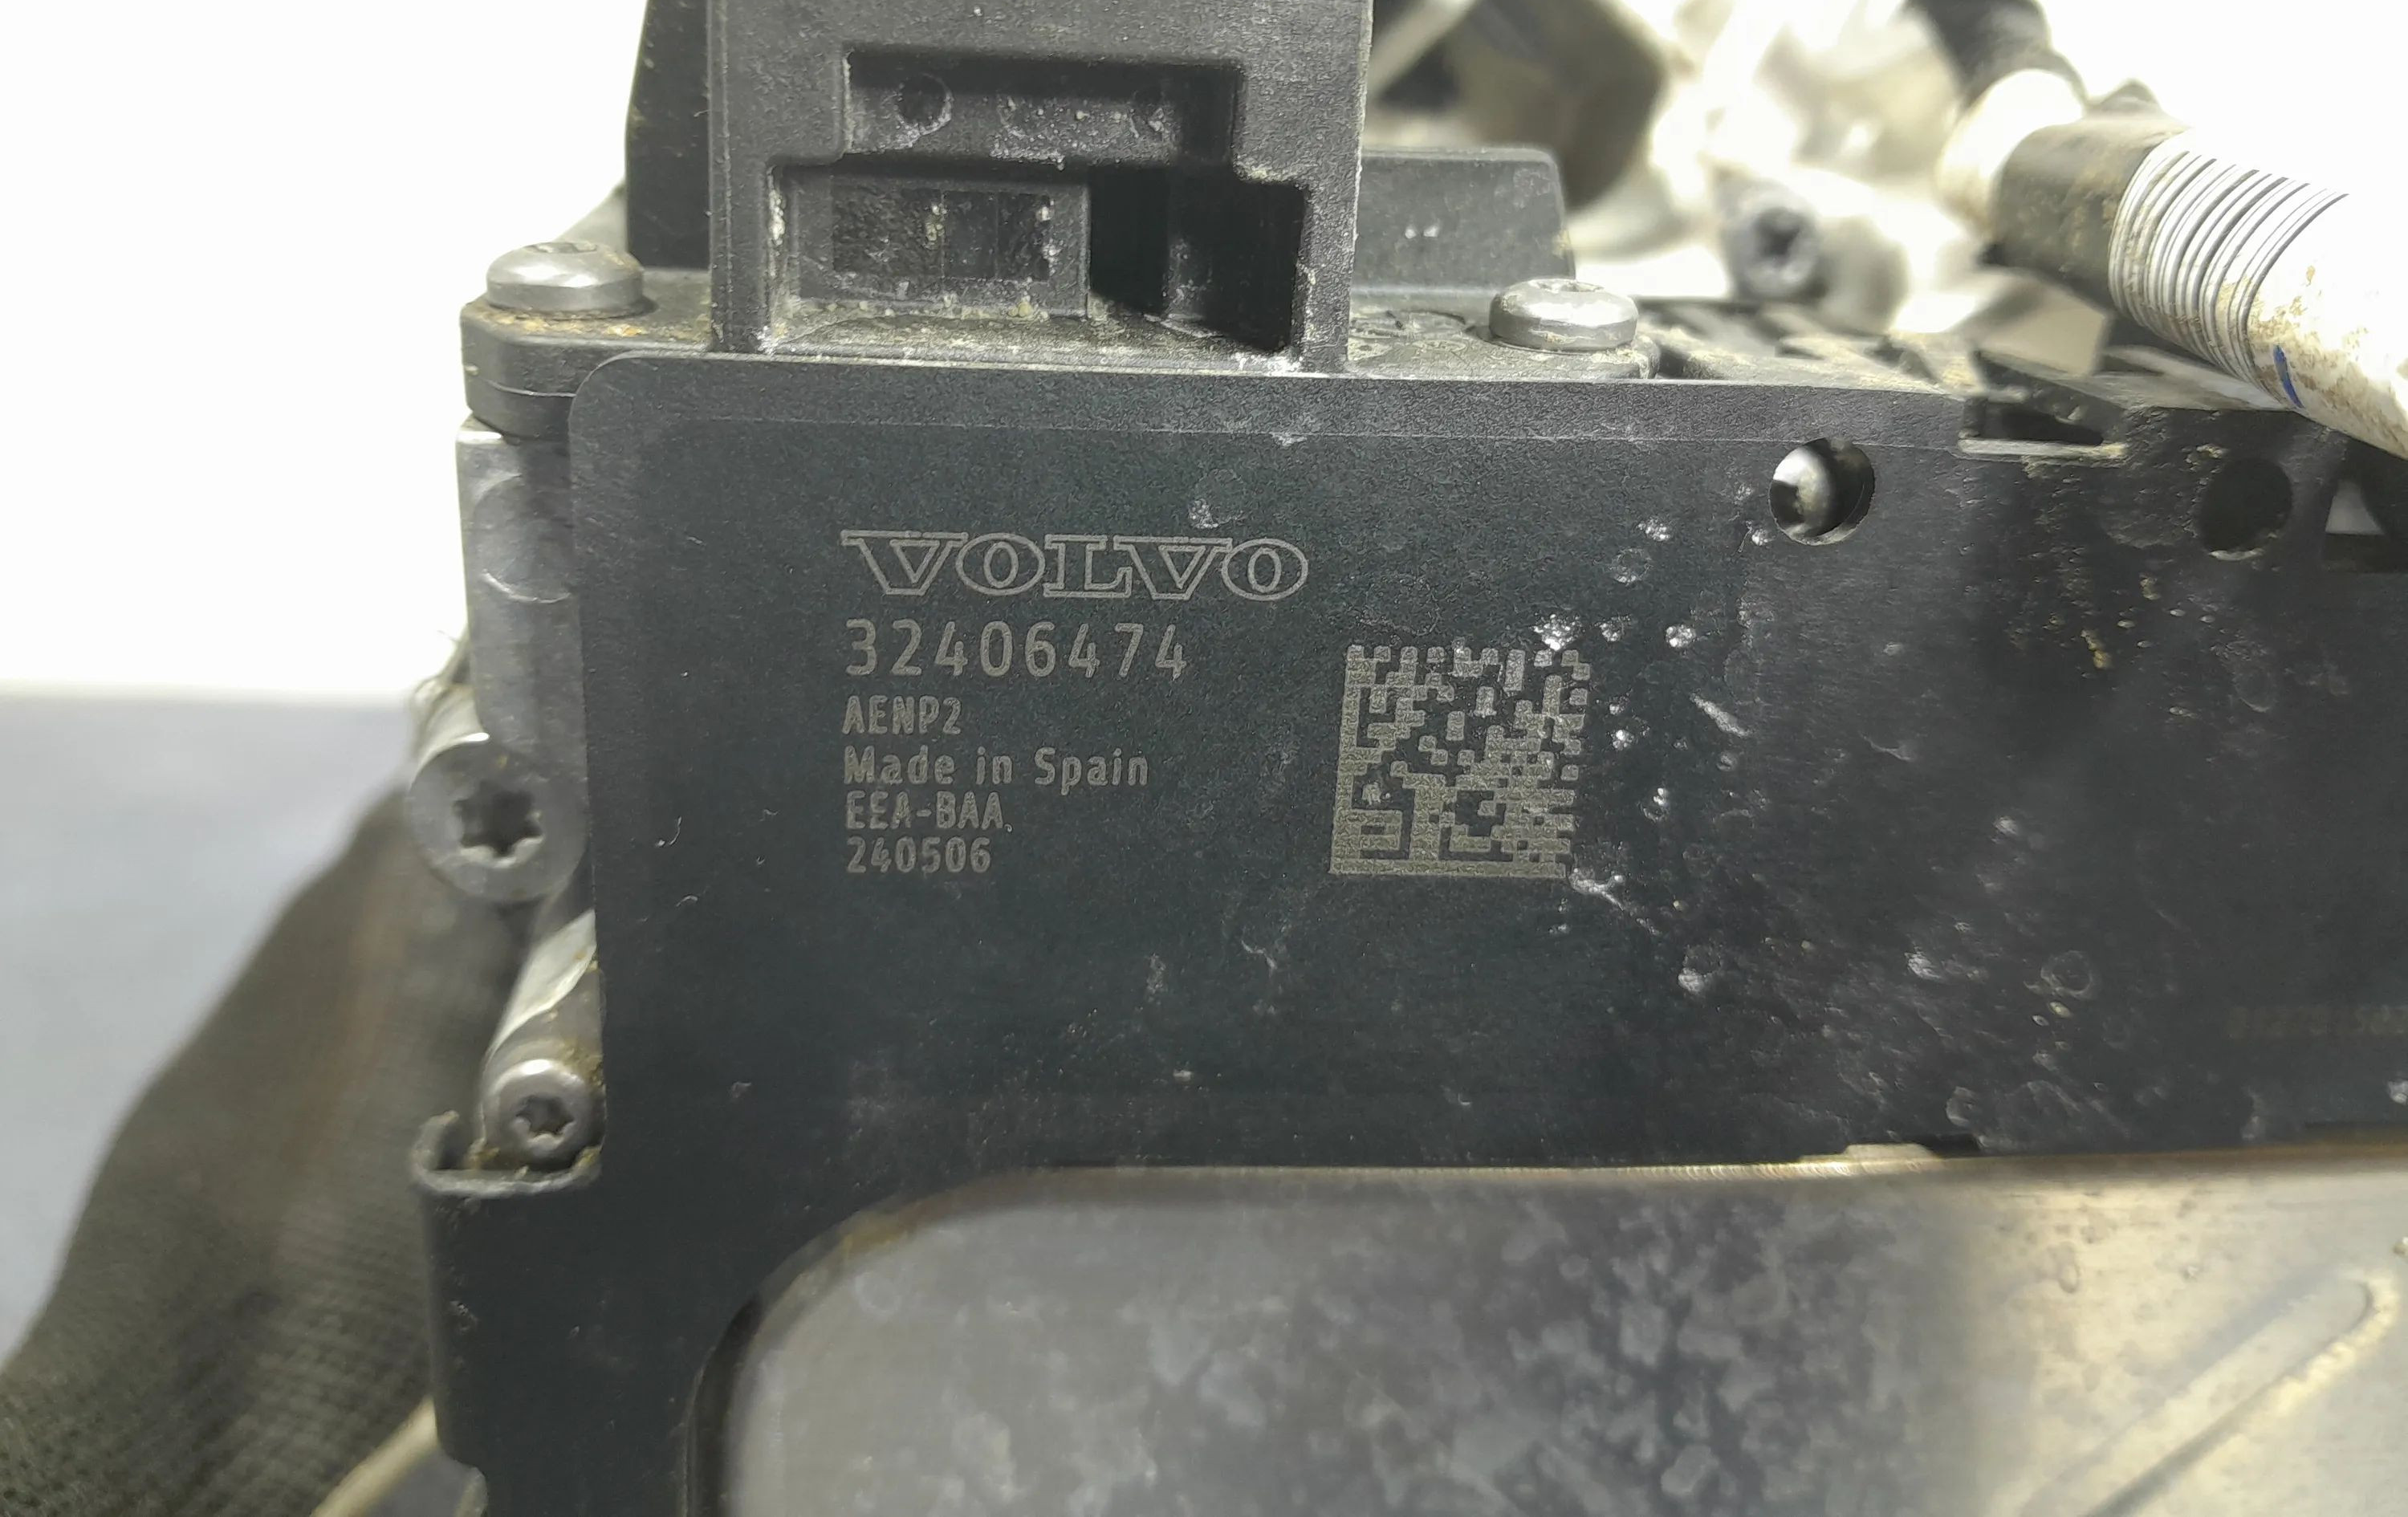 VOLVO
32406474
AENP2
Made in Spain
EEA-BAA
240506